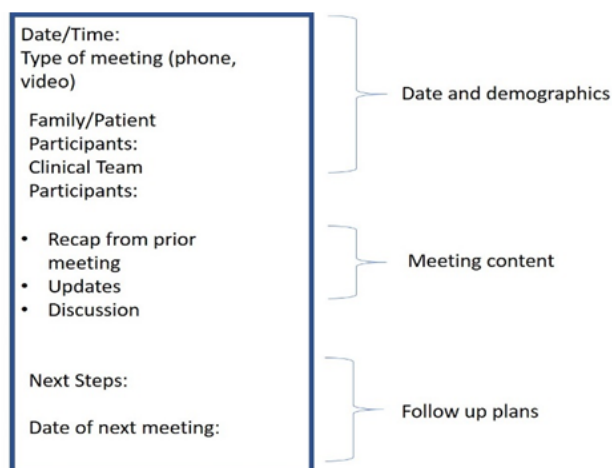 Date/Time:
Type of meeting (phone,
video)
Family/Patient
Participants:
Clinical Team
Participants:
Date and demographics
• Recap from prior
meeting
• Updates
• Discussion
Meeting content
Next Steps:
Date of next meeting:
Follow up plans